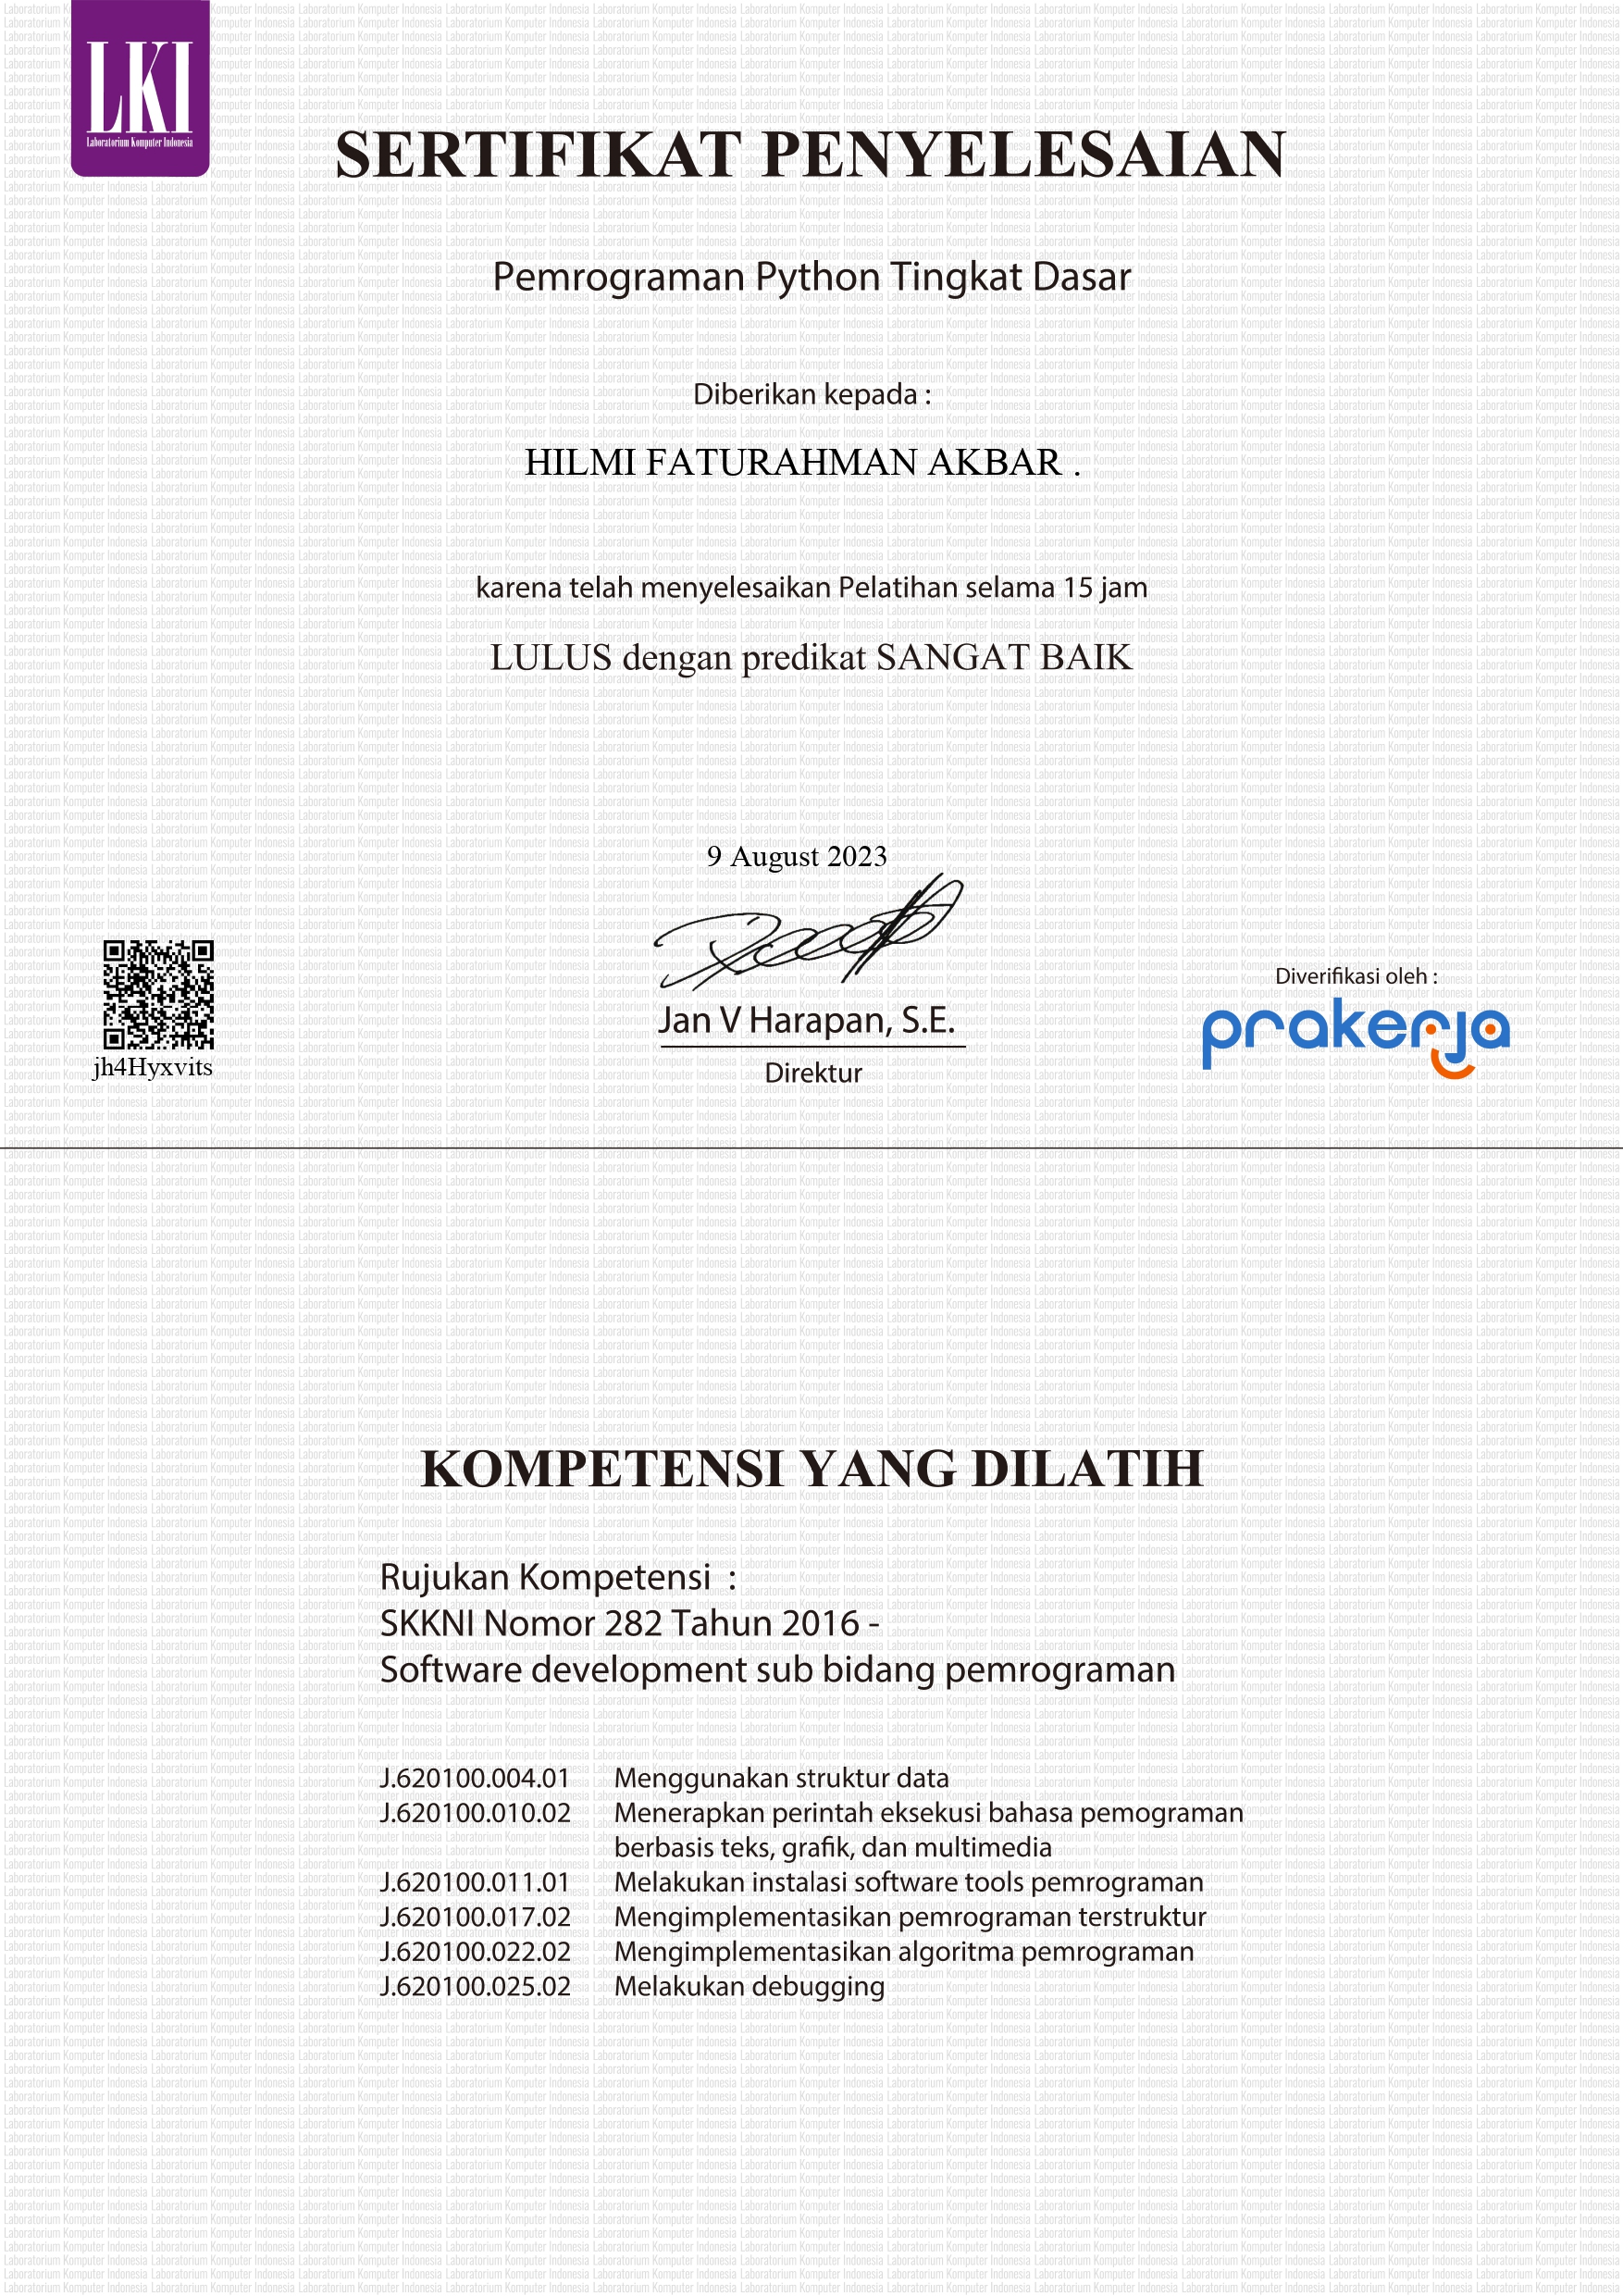 LKI
Laboratorium Komputer Indonesia
SERTIFIKAT PENYELESAIAN
Pemrograman Python Tingkat Dasar
Diberikan kepada :
HILMI FATURAHMAN AKBAR .
karena telah menyelesaikan Pelatihan selama 15 jam
LULUS dengan predikat SANGAT BAIK
9 August 2023
Jan V Harapan, S.E.
Direktur
jh4Hyxvits
Diverifikasi oleh :
prakerja
KOMPETENSI YANG DILATIH
Rujukan Kompetensi :
SKKNI Nomor 282 Tahun 2016 -
Software development sub bidang pemrograman
J.620100.004.01 Menggunakan struktur data
J.620100.010.02 Menerapkan perintah eksekusi bahasa pemograman
berbasis teks, grafik, dan multimedia
J.620100.011.01 Melakukan instalasi software tools pemrograman
J.620100.017.02 Mengimplementasikan pemrograman terstruktur
J.620100.022.02 Mengimplementasikan algoritma pemrograman
J.620100.025.02 Melakukan debugging